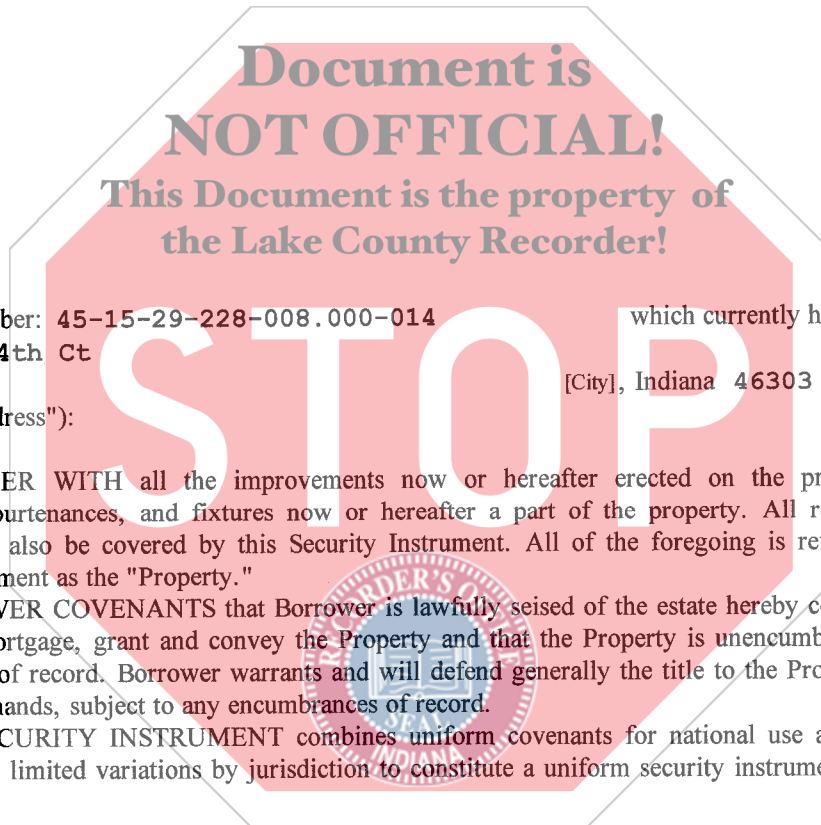 Document is
NOT OFFICIAL!
This Document is the property of
the Lake County Recorder!
STOP
ber: 45-15-29-228-008.000-014 which currently h
4th Ct
[City], Indiana 46303
dress"):
ER WITH all the improvements now or hereafter erected on the pr
purtenances, and fixtures now or hereafter a part of the property. All r
also be covered by this Security Instrument. All of the foregoing is re
ment as the "Property."
VER COVENANTS that Borrower is lawfully seised of the estate hereby c
ortgage, grant and convey the Property and that the Property is unencumb
of record. Borrower warrants and will defend generally the title to the Pro
ands, subject to any encumbrances of record.
CURITY INSTRUMENT combines uniform covenants for national use a
limited variations by jurisdiction to constitute a uniform security instrume
RECORDER'S OFFICE
SEAL
INDIANA